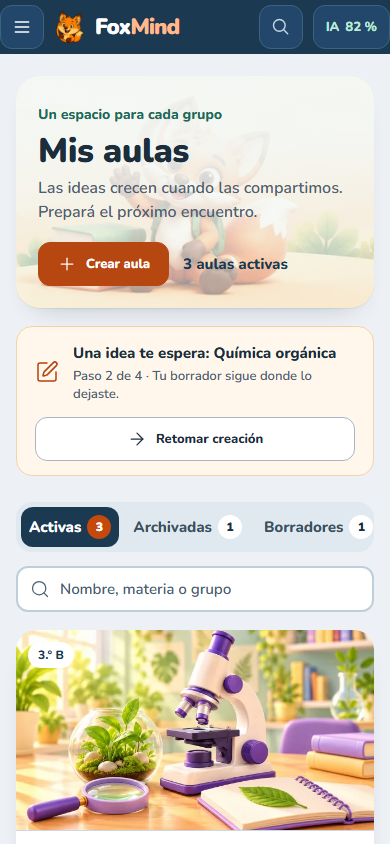 FoxMind
IA 82 %
Un espacio para cada grupo
Mis aulas
Las ideas crecen cuando las compartimos.
Prepará el próximo encuentro.
Crear aula
3 aulas activas
Una idea te espera: Química orgánica
Paso 2 de 4 · Tu borrador sigue donde lo
dejaste.
Retomar creación
Activas 3
Archivadas 1
Borradores 1
Nombre, materia o grupo
3.° B